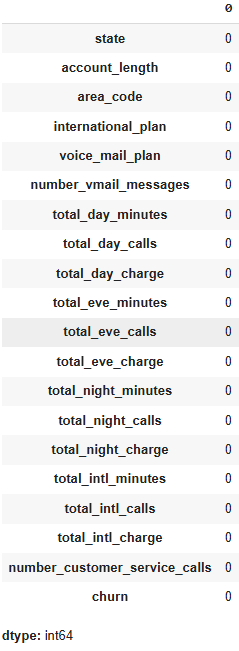 0
state 0
account_length 0
area_code 0
international_plan 0
voice_mail_plan 0
number_vmail_messages 0
total_day_minutes 0
total_day_calls 0
total_day_charge 0
total_eve_minutes 0
total_eve_calls 0
total_eve_charge 0
total_night_minutes 0
total_night_calls 0
total_night_charge 0
total_intl_minutes 0
total_intl_calls 0
total_intl_charge 0
number_customer_service_calls 0
churn 0
dtype: int64